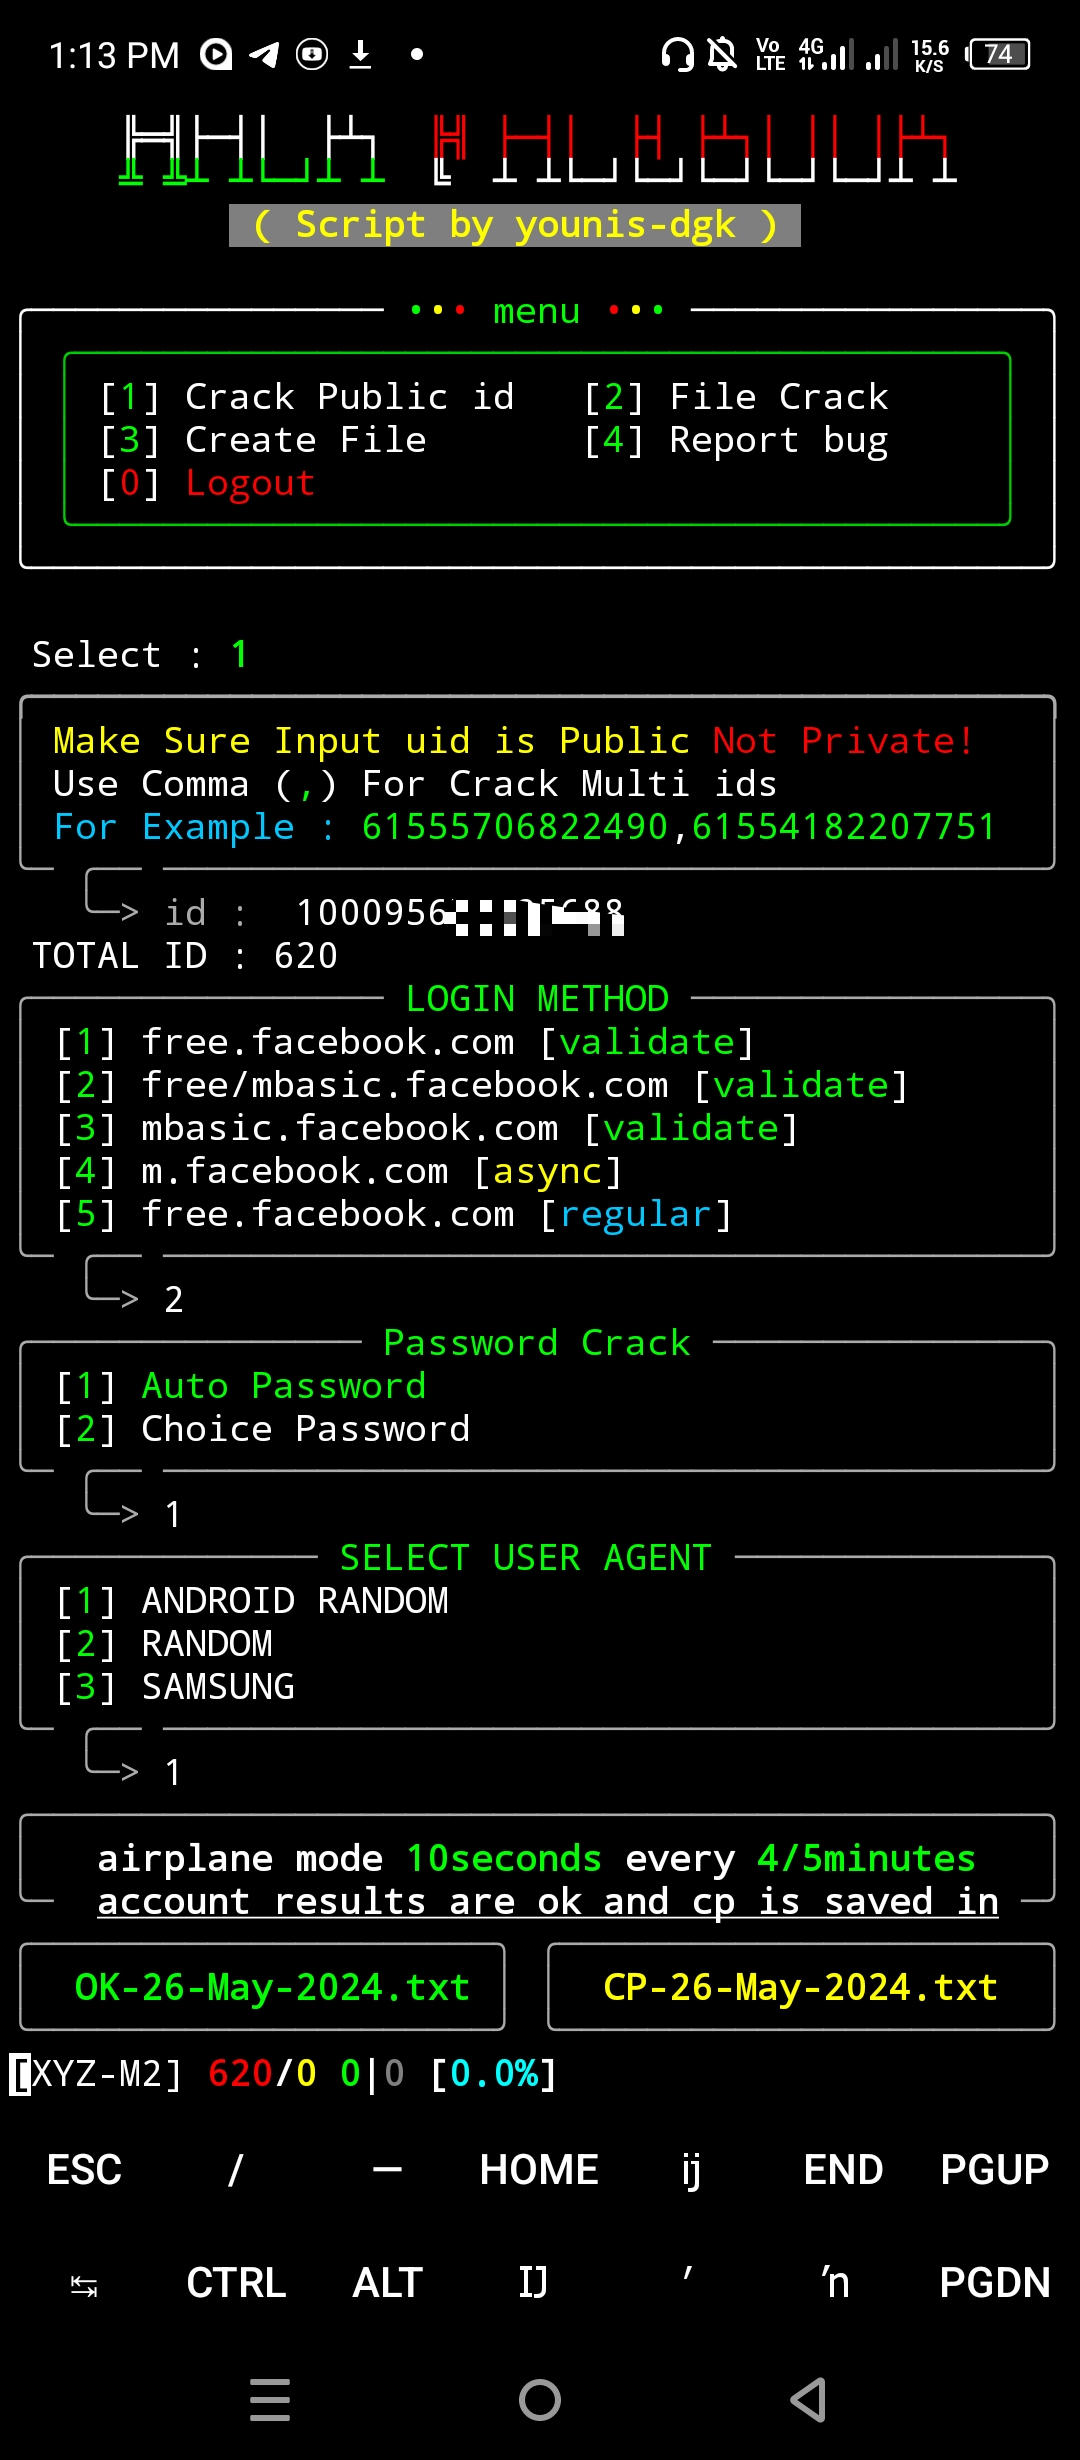 1:13 PM Vo LTE 4G 15.6 K/S 74
( Script by younis-dgk )
••• menu •••
[1] Crack Public id [2] File Crack
[3] Create File [4] Report bug
[0] Logout
Select : 1
Make Sure Input uid is Public Not Private!
Use Comma (,) For Crack Multi ids
For Example : 61555706822490,61554182207751
> id :
TOTAL ID : 620
LOGIN METHOD
[1] free.facebook.com [validate]
[2] free/mbasic.facebook.com [validate]
[3] mbasic.facebook.com [validate]
[4] m.facebook.com [async]
[5] free.facebook.com [regular]
> 2
Password Crack
[1] Auto Password
[2] Choice Password
> 1
SELECT USER AGENT
[1] ANDROID RANDOM
[2] RANDOM
[3] SAMSUNG
> 1
airplane mode 10seconds every 4/5minutes
account results are ok and cp is saved in
OK-26-May-2024.txt CP-26-May-2024.txt
[XYZ-M2] 620/0 0|0 [0.0%]
ESC / — HOME ij END PGUP
↹ CTRL ALT IJ ʼ ŉ PGDN